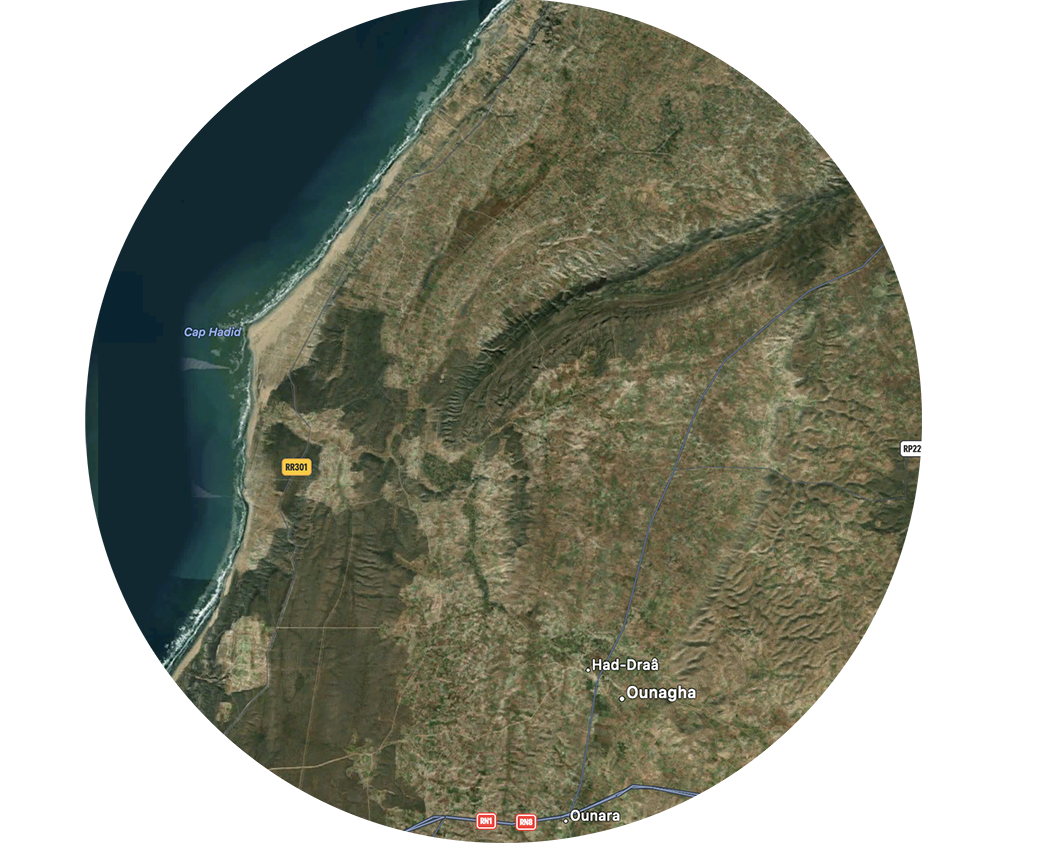 Cap Hadid
RR301
RP22
Had-Draâ
Ounagha
RN1
RN8
Ounara